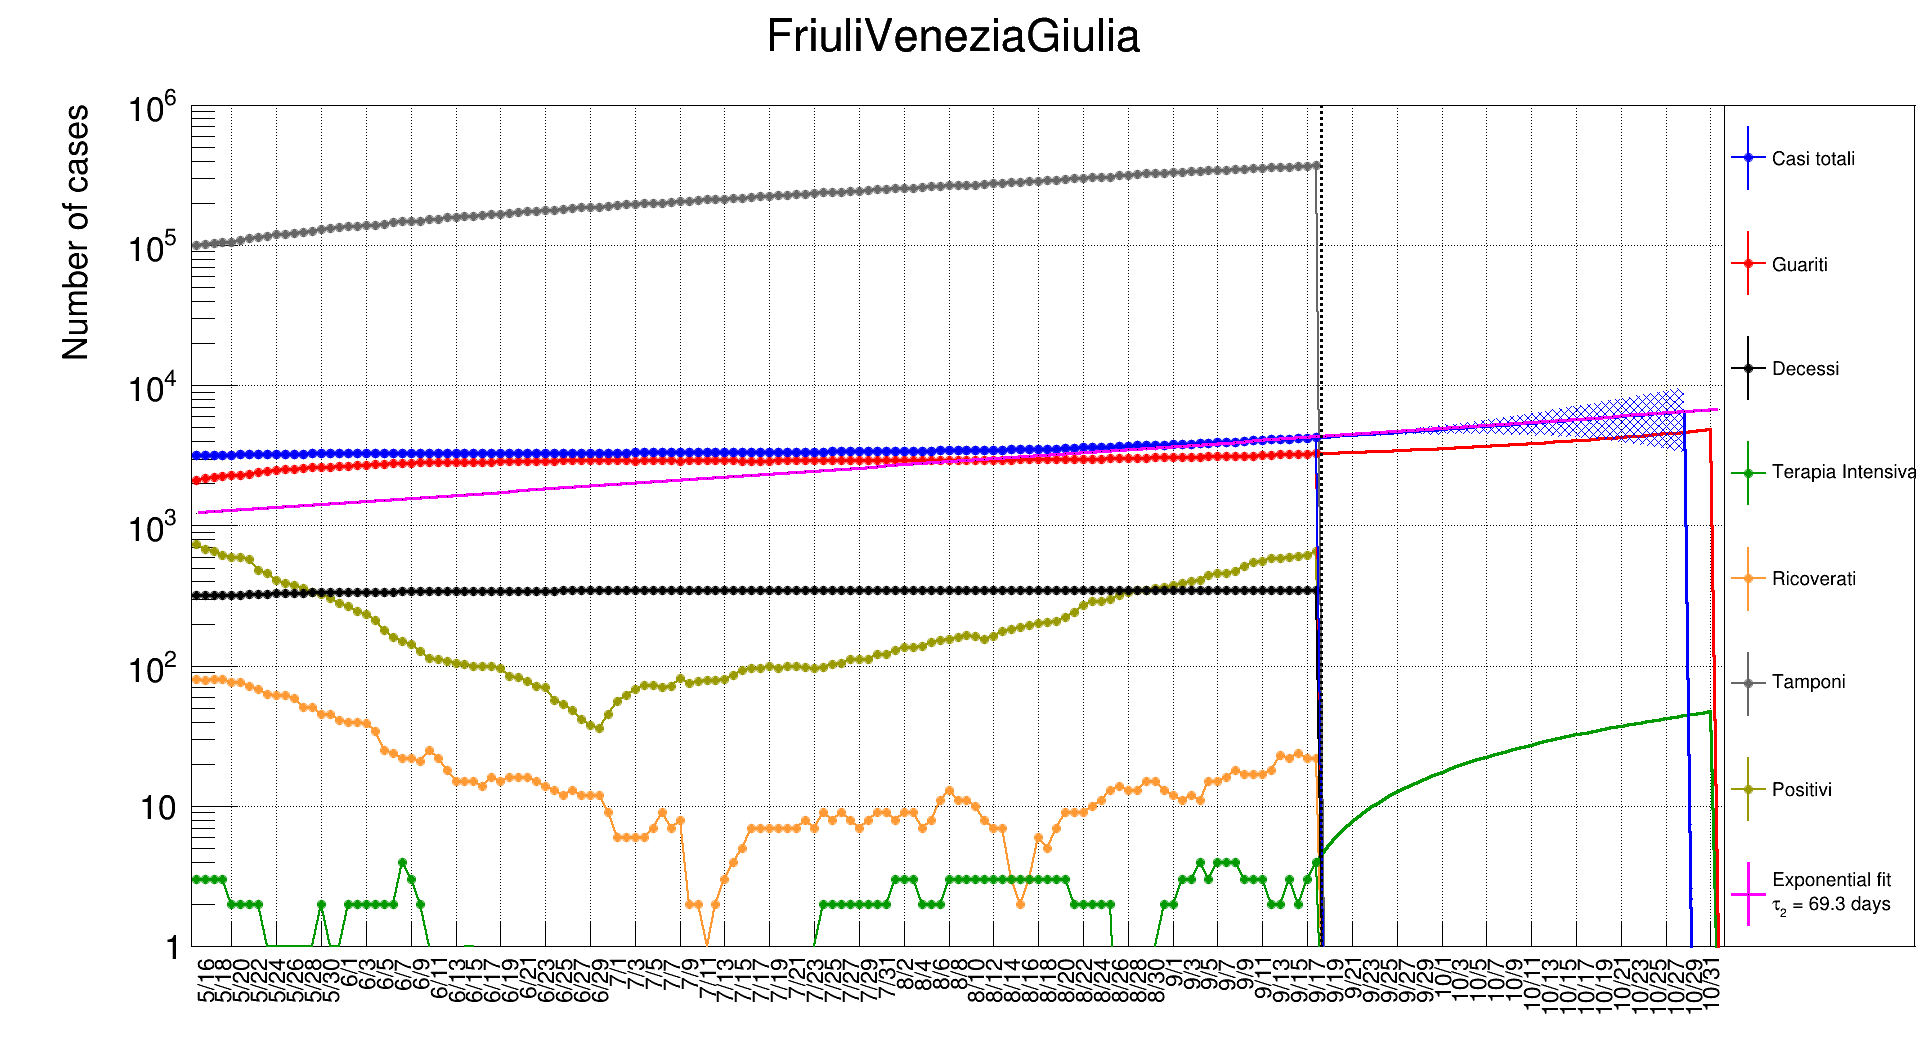 FriuliVeneziaGiulia
Number of cases
10^6
10^5
10^4
10^3
10^2
10
1
5/16 5/18 5/20 5/22 5/24 5/26 5/28 5/30 6/1 6/3 6/5 6/7 6/9 6/11 6/13 6/15 6/17 6/19 6/21 6/23 6/25 6/27 6/29 7/1 7/3 7/5 7/7 7/9 7/11 7/13 7/15 7/17 7/19 7/21 7/23 7/25 7/27 7/29 7/31 8/2 8/4 8/6 8/8 8/10 8/12 8/14 8/16 8/18 8/20 8/22 8/24 8/26 8/28 8/30 9/1 9/3 9/5 9/7 9/9 9/11 9/13 9/15 9/17 9/19 9/21 9/23 9/25 9/27 9/29 10/1 10/3 10/5 10/7 10/9 10/11 10/13 10/15 10/17 10/19 10/21 10/23 10/25 10/27 10/29 10/31
Casi totali
Guariti
Decessi
Terapia Intensiva
Ricoverati
Tamponi
Positivi
Exponential fit
τ_2 = 69.3 days